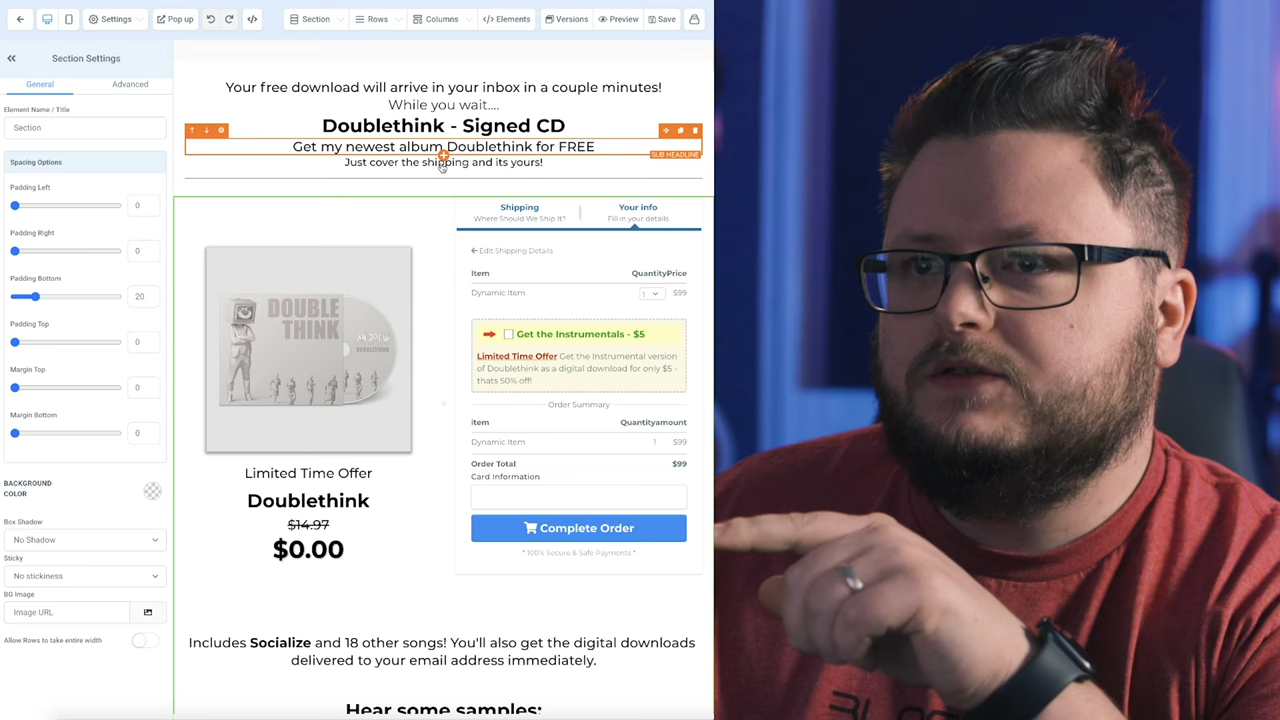 Settings
Pop up
Section
Rows
Columns
</> Elements
Versions
Preview
Save
Section Settings
General
Advanced
Element Name / Title
Section
Spacing Options
Padding Left
0
Padding Right
0
Padding Bottom
20
Padding Top
0
Margin Top
0
Margin Bottom
0
BACKGROUND
COLOR
Box Shadow
No Shadow
Sticky
No stickiness
BG Image
Image URL
Allow Rows to take entire width
Your free download will arrive in your inbox in a couple minutes!
While you wait....
Doublethink - Signed CD
Get my newest album Doublethink for FREE
SUB HEADLINE
Just cover the shipping and its yours!
DOUBLE
THINK
DOUBLETHINK
Limited Time Offer
Doublethink
$14.97
$0.00
Shipping
Where Should We Ship It?
Your info
Fill in your details
Edit Shipping Details
Item QuantityPrice
Dynamic Item 1 $99
Get the Instrumentals - $5
Limited Time Offer Get the Instrumental version
of Doublethink as a digital download for only $5 -
thats 50% off!
Order Summary
Item Quantityamount
Dynamic Item 1 $99
Order Total $99
Card Information
Complete Order
* 100% Secure & Safe Payments *
Includes Socialize and 18 other songs! You'll also get the digital downloads
delivered to your email address immediately.
Hear some samples: